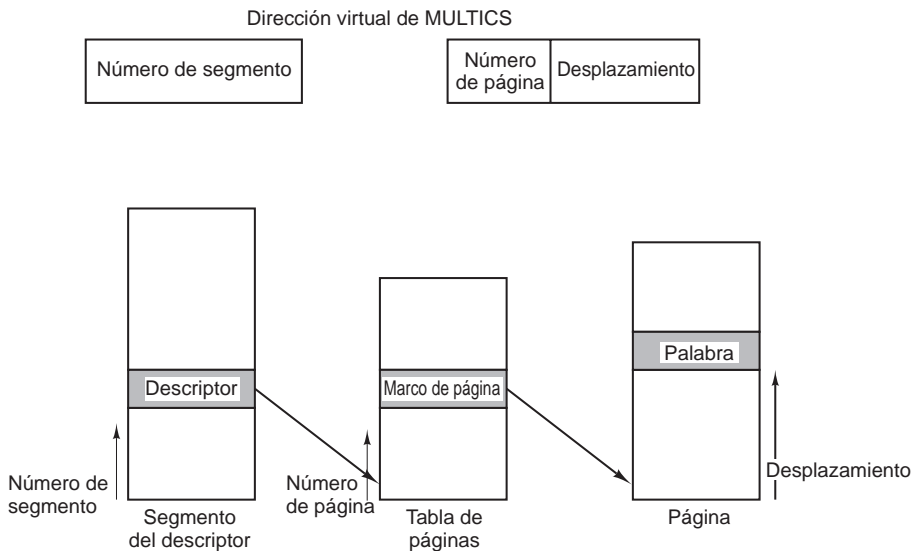 Dirección virtual de MULTICS
Número de segmento
Número
de página
Desplazamiento
Descriptor
Marco de página
Palabra
Número de
segmento
Número
de página
Desplazamiento
Segmento
del descriptor
Tabla de
páginas
Página